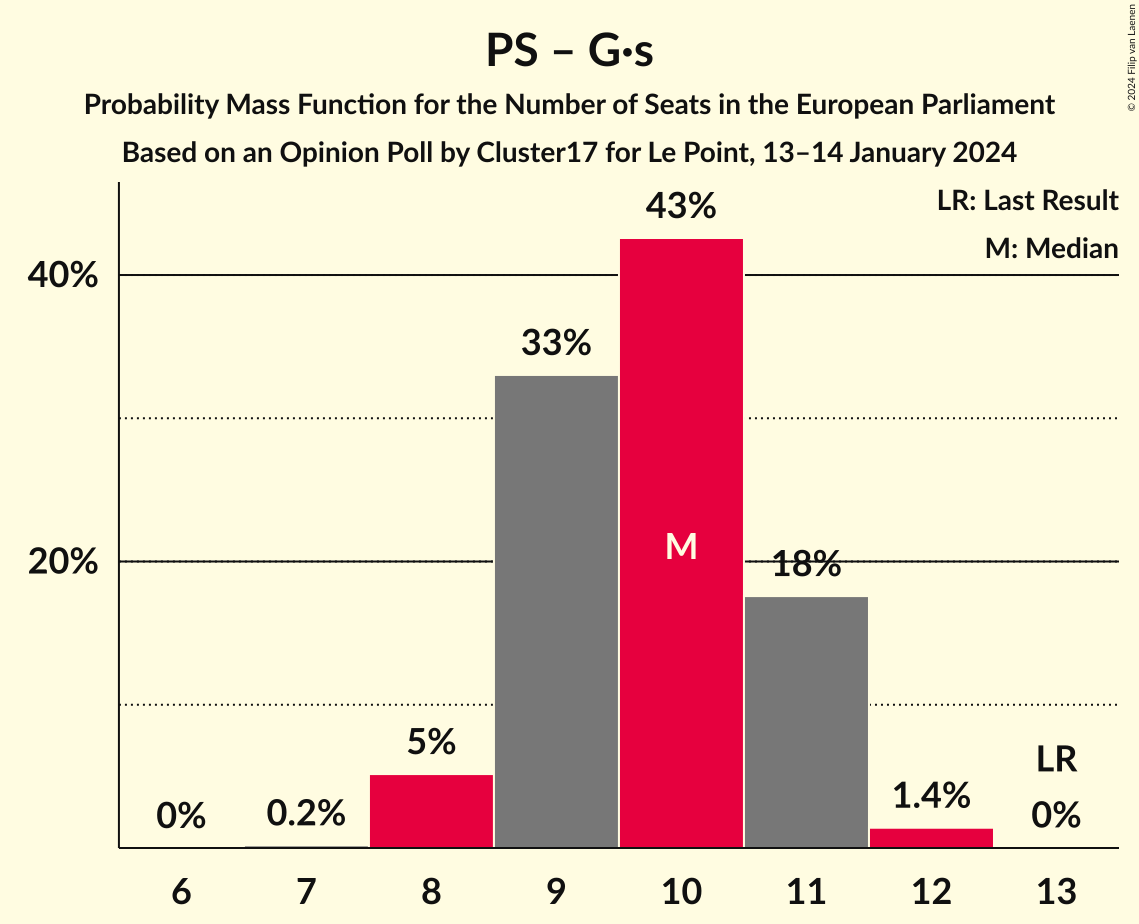 PS – G·s
Probability Mass Function for the Number of Seats in the European Parliament
Based on an Opinion Poll by Cluster17 for Le Point, 13–14 January 2024
© 2024 Filip van Laenen
LR: Last Result
M: Median
40%
20%
0%
0.2%
5%
33%
43%
M
18%
1.4%
LR
0%
6 7 8 9 10 11 12 13